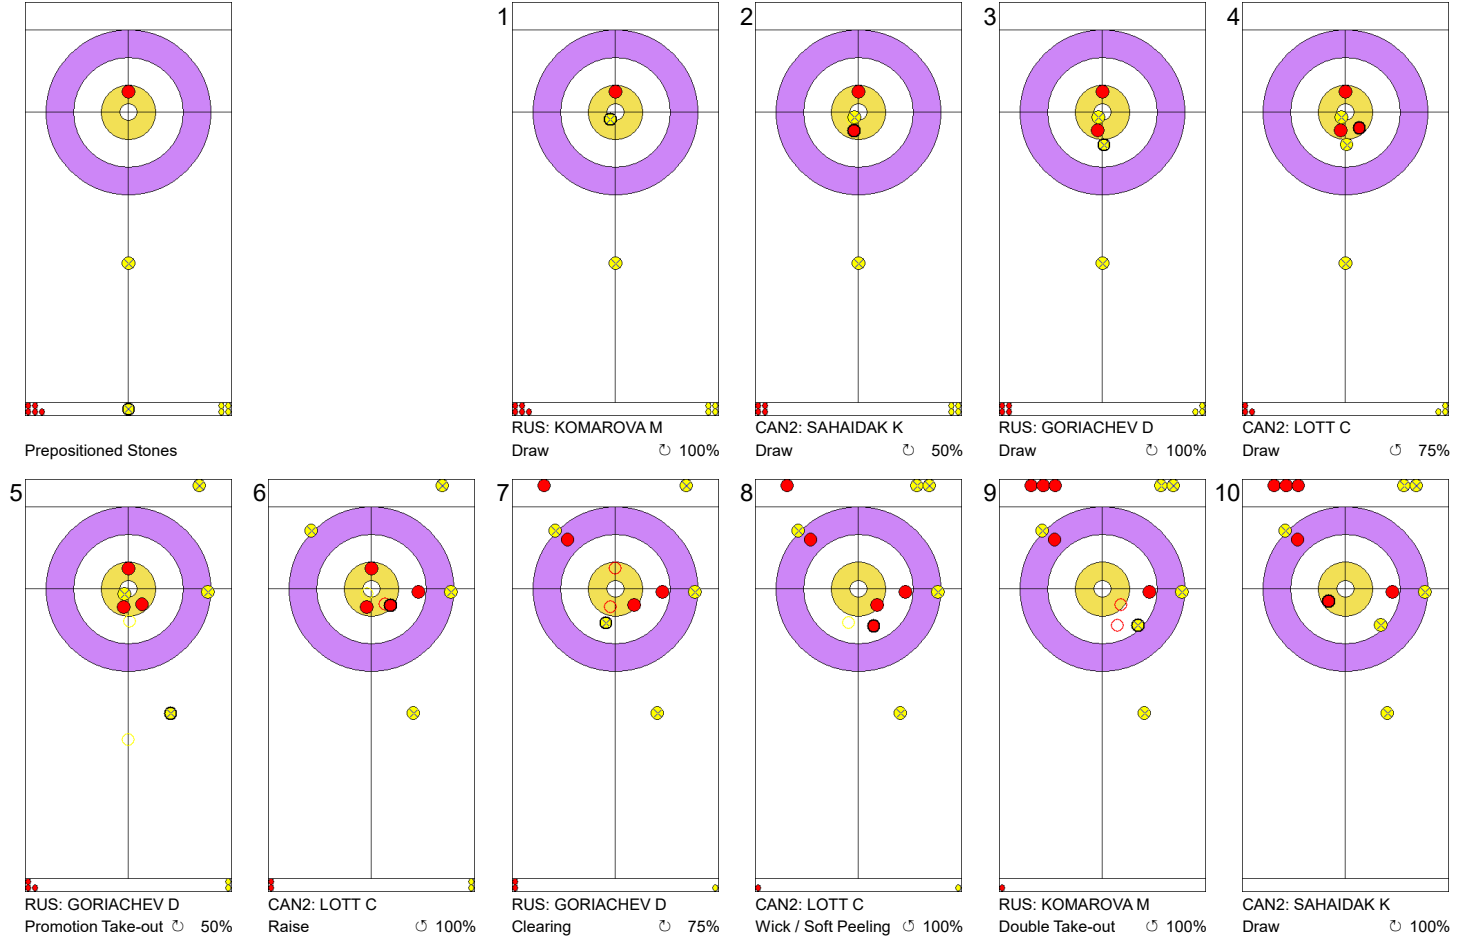 1
2
3
4
Prepositioned Stones
RUS: KOMAROVA M
Draw ↻ 100%
CAN2: SAHAIDAK K
Draw ↻ 50%
RUS: GORIACHEV D
Draw ↻ 100%
CAN2: LOTT C
Draw ↺ 75%
5
6
7
8
9
10
RUS: GORIACHEV D
Promotion Take-out ↻ 50%
CAN2: LOTT C
Raise ↺ 100%
RUS: GORIACHEV D
Clearing ↻ 75%
CAN2: LOTT C
Wick / Soft Peeling ↺ 100%
RUS: KOMAROVA M
Double Take-out ↺ 100%
CAN2: SAHAIDAK K
Draw ↻ 100%